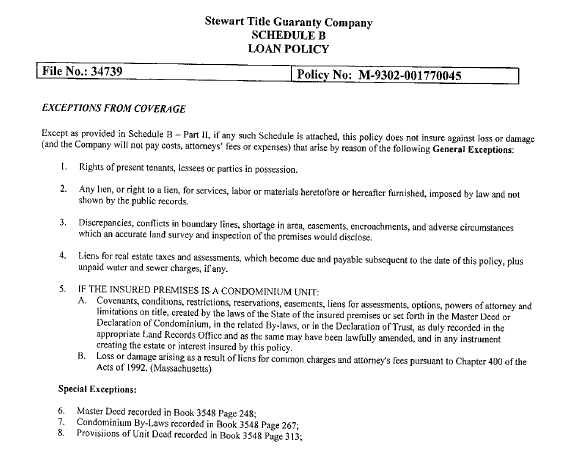 Stewart Title Guaranty Company
SCHEDULE B
LOAN POLICY
File No.: 34739 Policy No: M-9302-001770045
EXCEPTIONS FROM COVERAGE
Except as provided in Schedule B – Part II, if any such Schedule is attached, this policy does not insure against loss or damage
(and the Company will not pay costs, attorneys' fees or expenses) that arise by reason of the following General Exceptions:
1. Rights of present tenants, lessees or parties in possession.
2. Any lien, or right to a lien, for services, labor or materials heretofore or hereafter furnished, imposed by law and not
shown by the public records.
3. Discrepancies, conflicts in boundary lines, shortage in area, easements, encroachments, and adverse circumstances
which an accurate land survey and inspection of the premises would disclose.
4. Liens for real estate taxes and assessments, which become due and payable subsequent to the date of this policy, plus
unpaid water and sewer charges, if any.
5. IF THE INSURED PREMISES IS A CONDOMINIUM UNIT:
A. Covenants, conditions, restrictions, reservations, easements, liens for assessments, options, powers of attorney and
limitations on title, created by the laws of the State of the insured premises or set forth in the Master Deed or
Declaration of Condominium, in the related By-laws, or in the Declaration of Trust, as duly recorded in the
appropriate Land Records Office and as the same may have been lawfully amended, and in any instrument
creating the estate or interest insured by this policy.
B. Loss or damage arising as a result of liens for common charges and attorney's fees pursuant to Chapter 400 of the
Acts of 1992. (Massachusetts)
Special Exceptions:
6. Master Deed recorded in Book 3548 Page 248;
7. Condominium By-Laws recorded in Book 3548 Page 267;
8. Provisiions of Unit Deed recorded in Book 3548 Page 313;